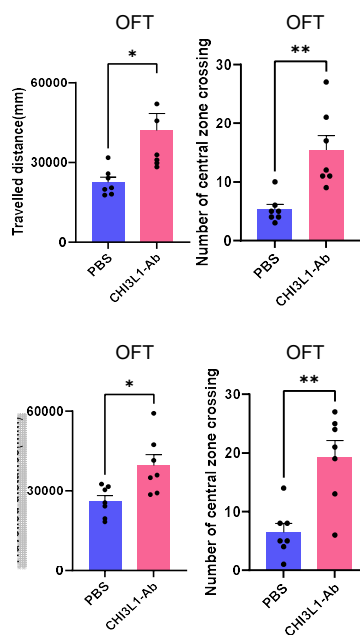 OFT
*
Travelled distance(mm)
60000
30000
0
PBS
CHI3L1-Ab
OFT
**
Number of central zone crossing
30
20
10
0
PBS
CHI3L1-Ab
OFT
*
60000
30000
0
PBS
CHI3L1-Ab
OFT
**
Number of central zone crossing
30
20
10
0
PBS
CHI3L1-Ab